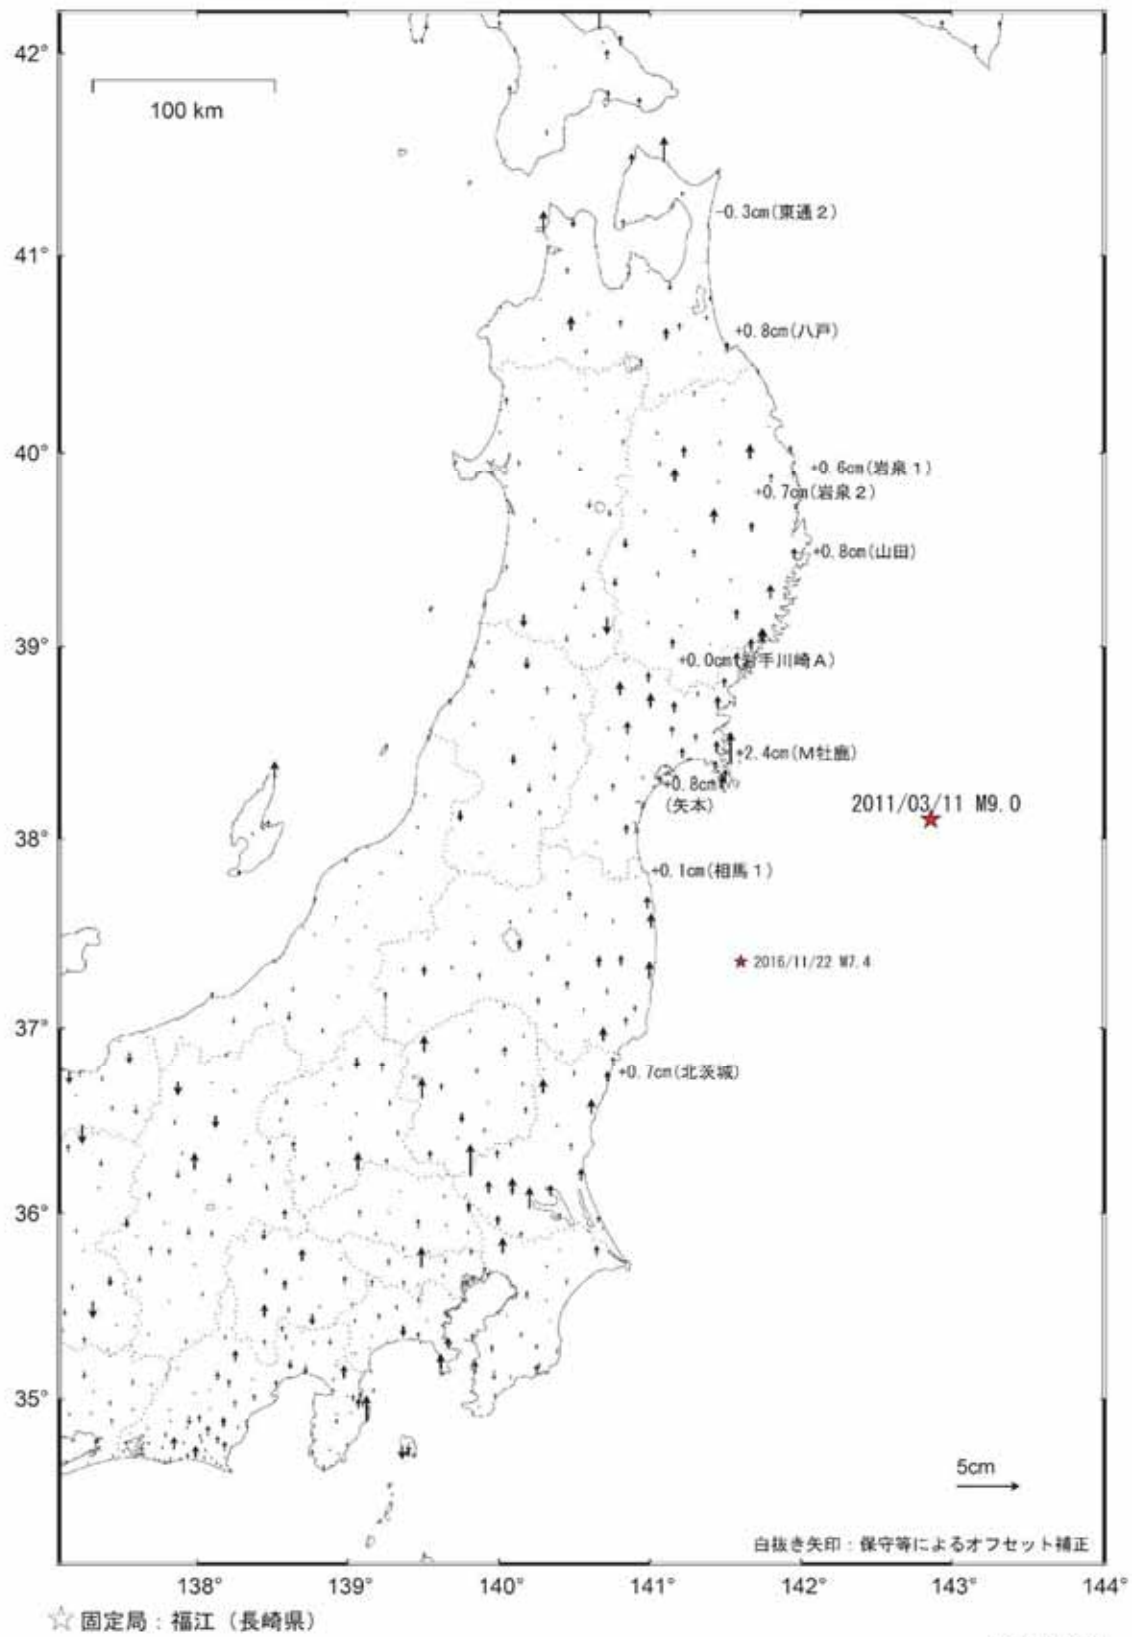 42°
100 km
-0.3cm(東通2)
41°
+0.8cm(八戸)
40°
+0.6cm(岩泉1)
+0.7cm(岩泉2)
+0.8cm(山田)
39°
+0.0cm(岩手川崎A)
+2.4cm(M牡鹿)
+0.8cm
(矢本)
2011/03/11 M9.0
38°
+0.1cm(相馬1)
2016/11/22 M7.4
37°
+0.7cm(北茨城)
36°
35°
5cm
白抜き矢印:保守等によるオフセット補正
138° 139° 140° 141° 142° 143° 144°
☆固定局:福江(長崎県)